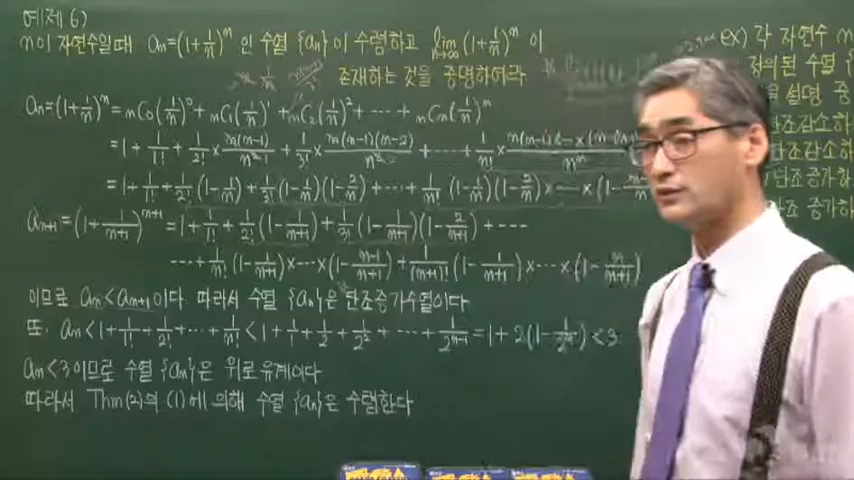 예제 6)
n이 자연수일때 aₙ=(1+1/n)ⁿ 인 수열 {aₙ}이 수렴하고 lim n→∞ (1+1/n)ⁿ 이
존재하는 것을 증명하여라
aₙ=(1+1/n)ⁿ = ₙC₀(1/n)⁰+ₙC₁(1/n)¹+ₙC₂(1/n)²+⋯+ₙCₙ(1/n)ⁿ
=1+1/1!+1/2!×n(n-1)/n²+1/3!×n(n-1)(n-2)/n³+⋯⋯+1/n!×
=1+1/1!+1/2!(1-1/n)+1/3!(1-1/n)(1-2/n)+⋯+1/n!(1-1/n)(1-2/n)×⋯×(1-
aₙ₊₁=(1+1/(n+1))ⁿ⁺¹=1+1/1!+1/2!(1-1/(n+1))+1/3!(1-1/(n+1))(1-2/(n+1))+⋯⋯
⋯⋯+1/n!(1-1/(n+1))×⋯×(1-(n-1)/(n+1))+1/(n+1)!(1-1/(n+1))×⋯×(1-n/(n+1))
이므로 aₙ<aₙ₊₁이다. 따라서 수열 {aₙ}은 단조증가수열이다
또. aₙ<1+1/1!+1/2!+⋯+1/n!<1+1/1+1/2+1/2²+⋯+1/2ⁿ⁻¹=1+2(1-1/2ⁿ)<3
aₙ<3이므로 수열 {aₙ}은 위로 유계이다
따라서 Thm(2)의 (1)에 의해 수열 {aₙ}은 수렴한다
ex) 각 자연수
정의된 수열
설명 중
단조감소하
단조감소하
단조증가하
단조 증가하